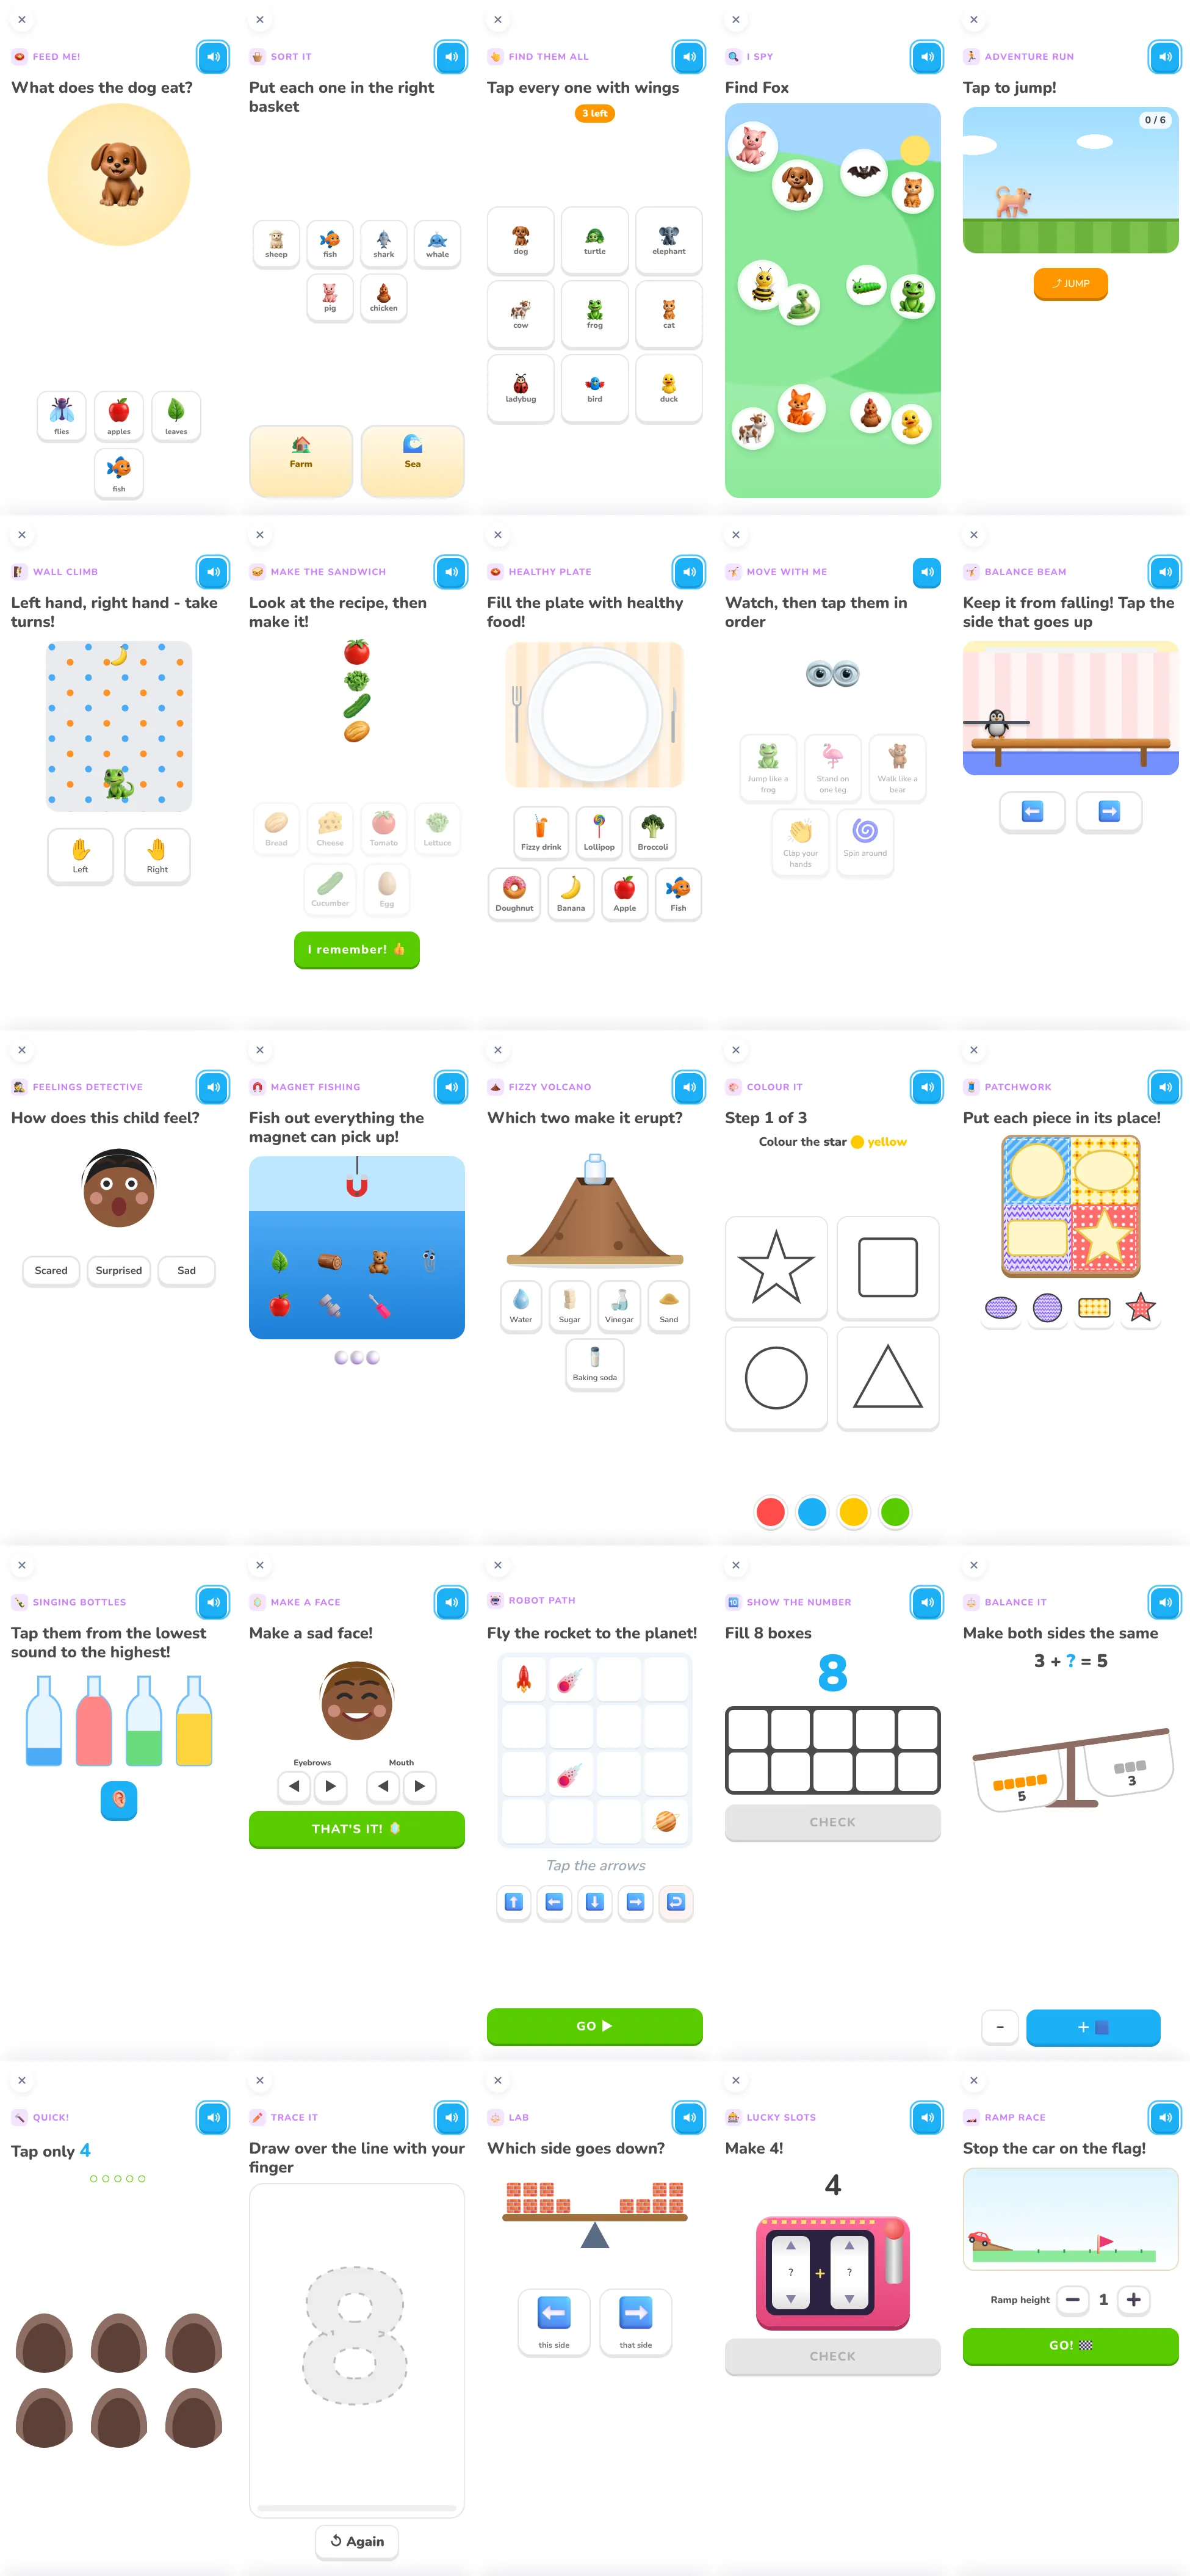 FEED ME!
What does the dog eat?
flies
apples
leaves
fish
SORT IT
Put each one in the right
basket
sheep
fish
shark
whale
pig
chicken
Farm
Sea
FIND THEM ALL
Tap every one with wings
3 left
dog
turtle
elephant
cow
frog
cat
ladybug
bird
duck
I SPY
Find Fox
ADVENTURE RUN
Tap to jump!
0 / 6
JUMP
WALL CLIMB
Left hand, right hand - take
turns!
Left
Right
MAKE THE SANDWICH
Look at the recipe, then
make it!
Bread
Cheese
Tomato
Lettuce
Cucumber
Egg
I remember!
HEALTHY PLATE
Fill the plate with healthy
food!
Fizzy drink
Lollipop
Broccoli
Doughnut
Banana
Apple
Fish
MOVE WITH ME
Watch, then tap them in
order
Jump like a
frog
Stand on
one leg
Walk like a
bear
Clap your
hands
Spin around
BALANCE BEAM
Keep it from falling! Tap the
side that goes up
FEELINGS DETECTIVE
How does this child feel?
Scared
Surprised
Sad
MAGNET FISHING
Fish out everything the
magnet can pick up!
FIZZY VOLCANO
Which two make it erupt?
Water
Sugar
Vinegar
Sand
Baking soda
COLOUR IT
Step 1 of 3
Colour the star yellow
PATCHWORK
Put each piece in its place!
SINGING BOTTLES
Tap them from the lowest
sound to the highest!
MAKE A FACE
Make a sad face!
Eyebrows
Mouth
THAT'S IT!
ROBOT PATH
Fly the rocket to the planet!
Tap the arrows
GO
SHOW THE NUMBER
Fill 8 boxes
8
CHECK
BALANCE IT
Make both sides the same
3 + ? = 5
5
3
- 
+
QUICK!
Tap only 4
TRACE IT
Draw over the line with your
finger
8
Again
LAB
Which side goes down?
this side
that side
LUCKY SLOTS
Make 4!
4
? + ?
CHECK
RAMP RACE
Stop the car on the flag!
Ramp height − 1 +
GO!